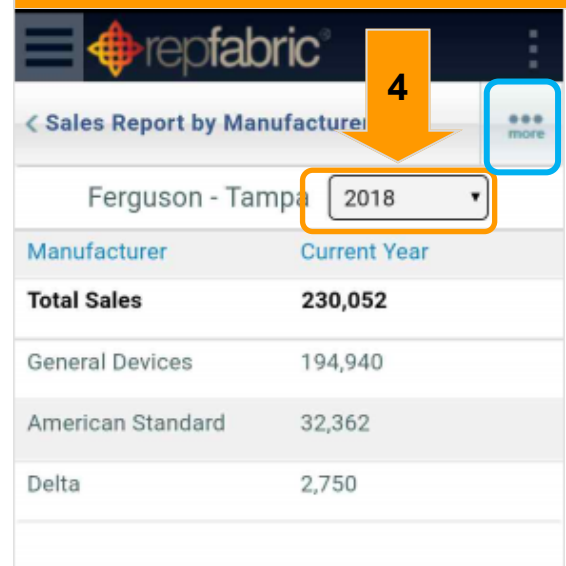 repfabric®
4
< Sales Report by Manufacturer
more
Ferguson - Tampa 2018
Manufacturer Current Year
Total Sales 230,052
General Devices 194,940
American Standard 32,362
Delta 2,750